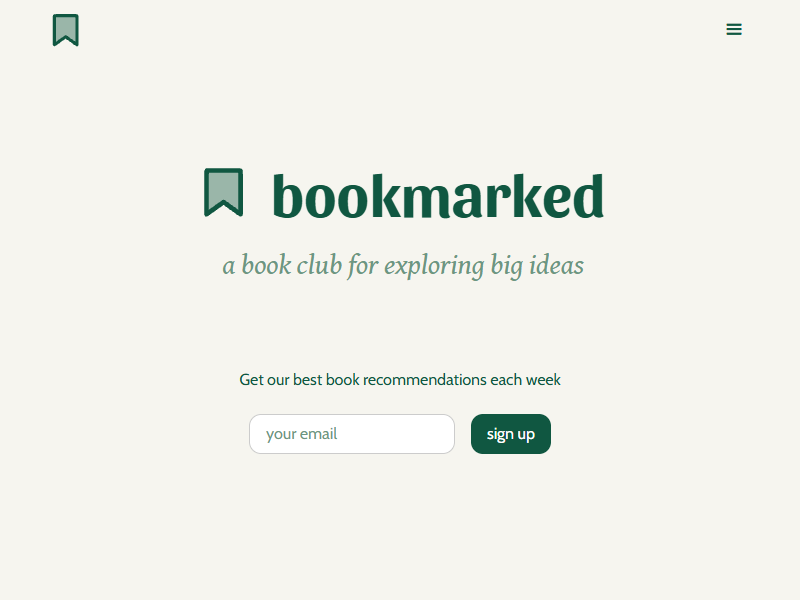 bookmarked
a book club for exploring big ideas
Get our best book recommendations each week
your email
sign up